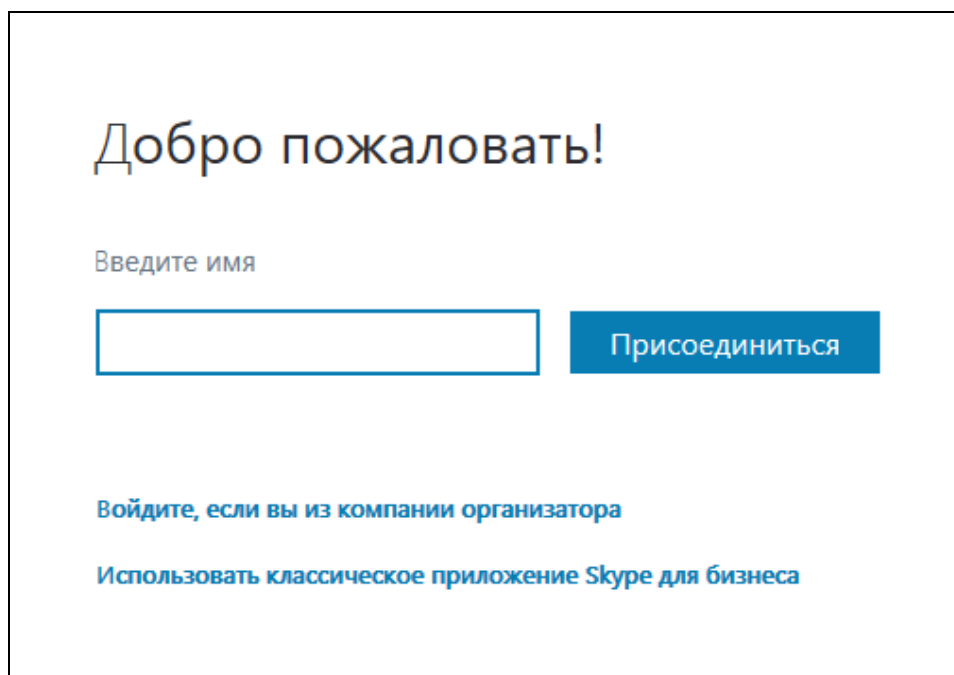 Добро пожаловать!
Введите имя
Присоединиться
Войдите, если вы из компании организатора
Использовать классическое приложение Skype для бизнеса